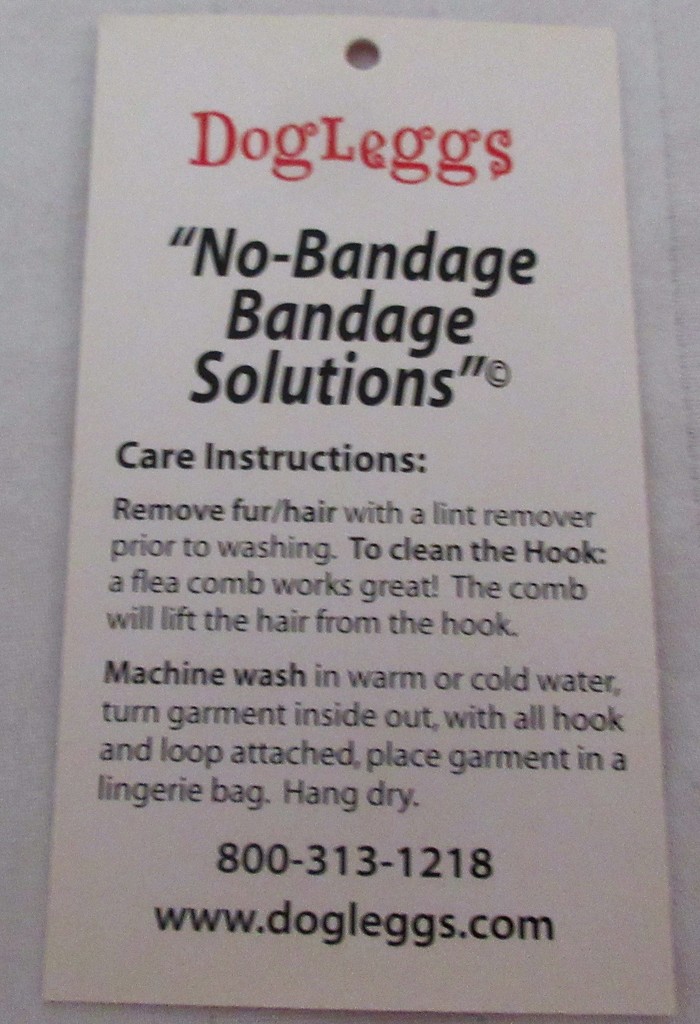 DogLeggs
“No-Bandage
Bandage
Solutions”©
Care Instructions:
Remove fur/hair with a lint remover
prior to washing. To clean the Hook:
a flea comb works great! The comb
will lift the hair from the hook.
Machine wash in warm or cold water,
turn garment inside out, with all hook
and loop attached, place garment in a
lingerie bag. Hang dry.
800-313-1218
www.dogleggs.com